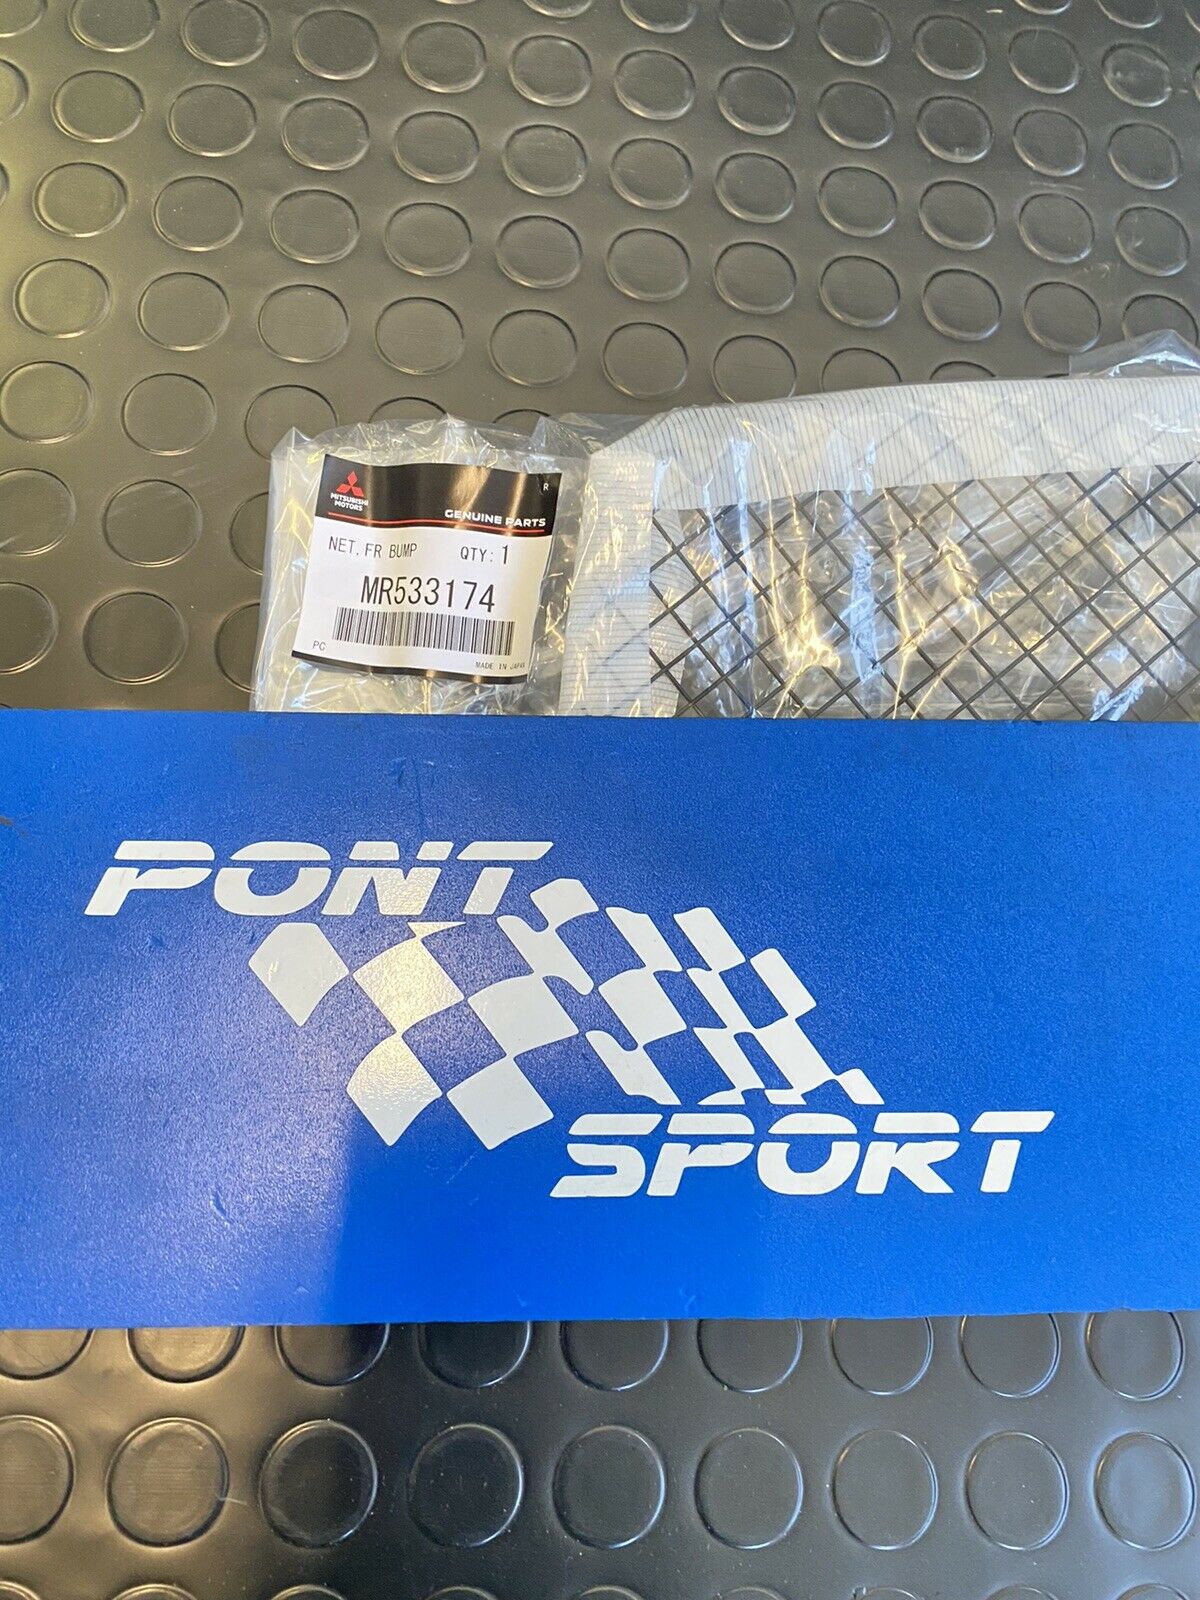 MITSUBISHI
MOTORS
R
GENUINE PARTS
NET, FR BUMP QTY: 1
MR533174
PC
MADE IN JAPAN
PONT
SPORT